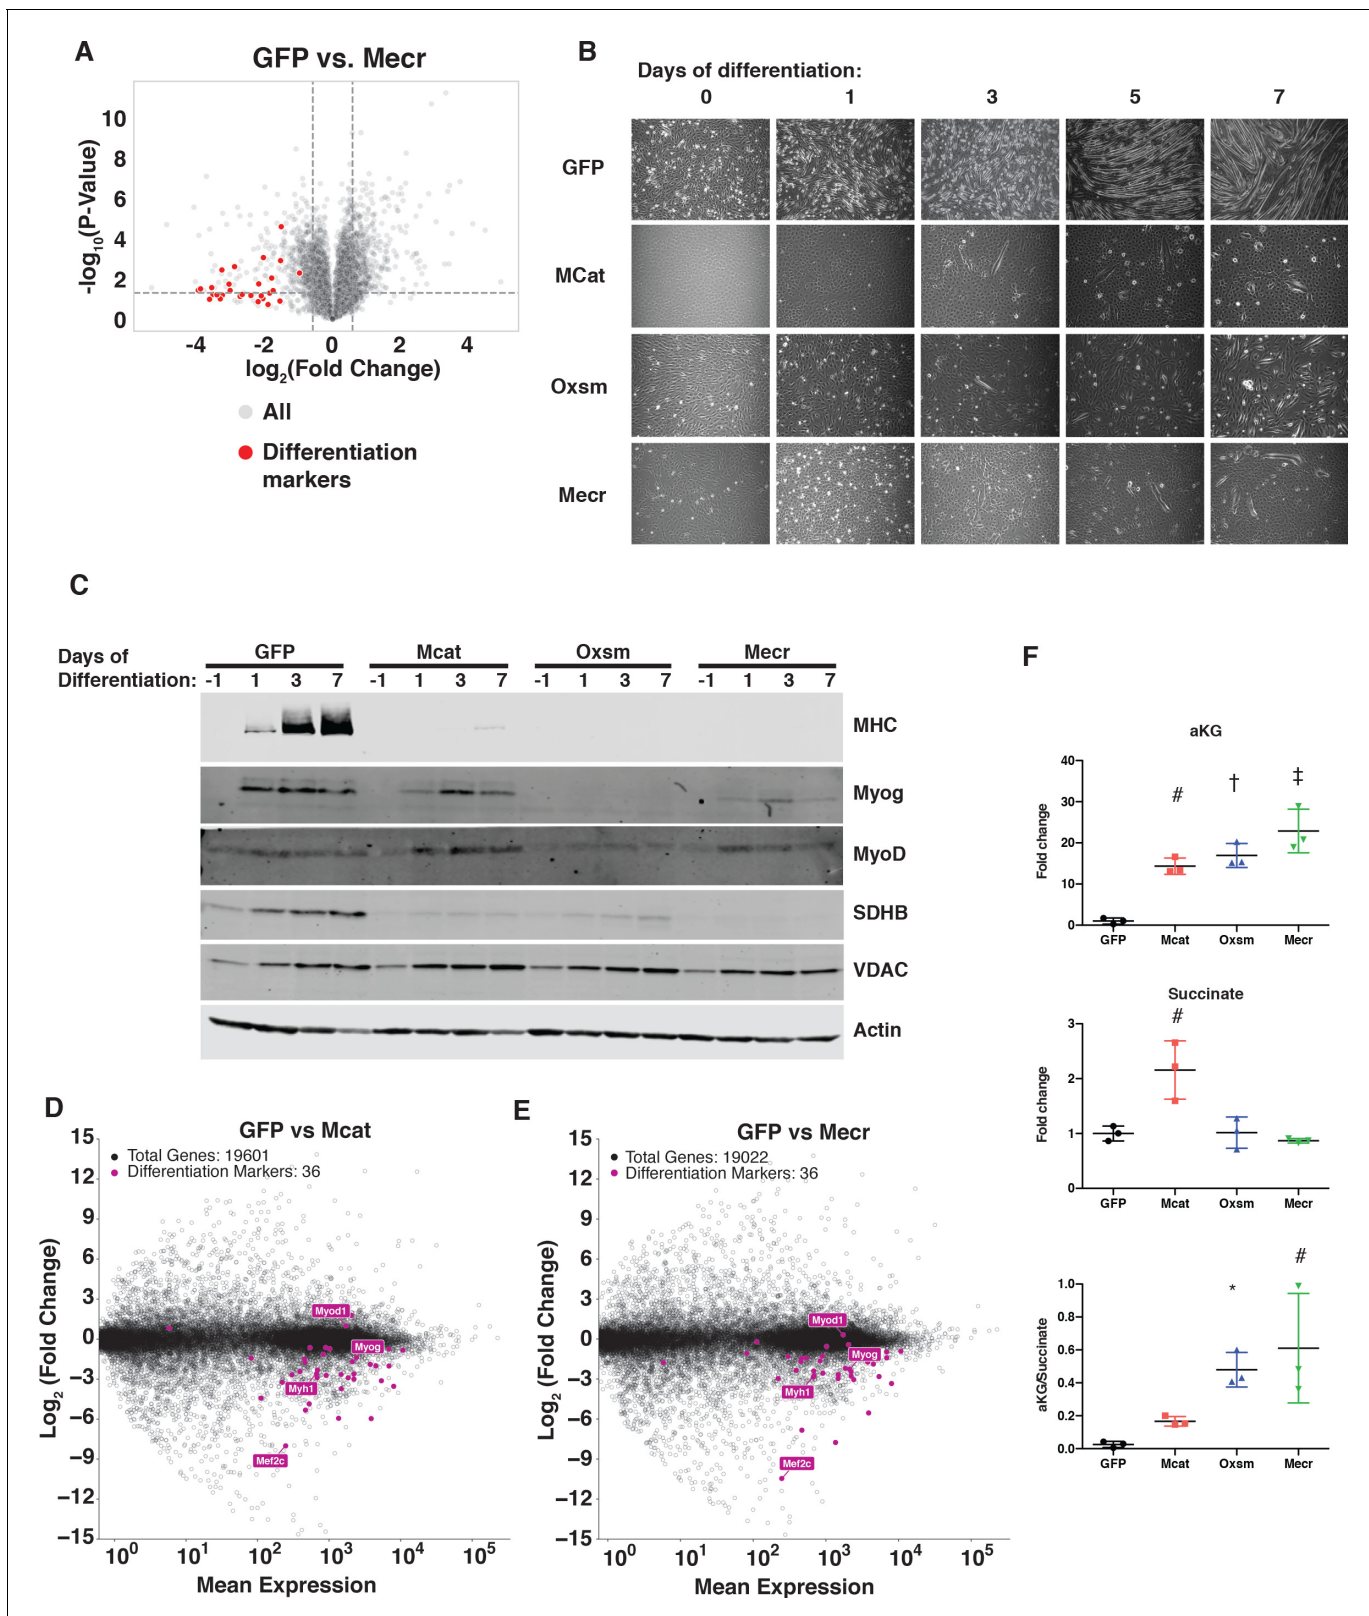 A
GFP vs. Mecr
-log10(P-Value)
10
8
6
4
2
0
-4 -2 0 2 4
log2(Fold Change)
All
Differentiation
markers
B
Days of differentiation:
0 1 3 5 7
GFP
MCat
Oxsm
Mecr
C
Days of
Differentiation:
GFP Mcat Oxsm Mecr
-1 1 3 7 -1 1 3 7 -1 1 3 7 -1 1 3 7
MHC
Myog
MyoD
SDHB
VDAC
Actin
D
GFP vs Mcat
Total Genes: 19601
Differentiation Markers: 36
Log2 (Fold Change)
15
12
9
6
3
0
−3
−6
−9
−12
−15
Myod1
Myog
Myh1
Mef2c
10^0 10^1 10^2 10^3 10^4 10^5
Mean Expression
E
GFP vs Mecr
Total Genes: 19022
Differentiation Markers: 36
Log2 (Fold Change)
15
12
9
6
3
0
−3
−6
−9
−12
−15
Myod1
Myog
Myh1
Mef2c
10^0 10^1 10^2 10^3 10^4 10^5
Mean Expression
F
aKG
Fold change
40
30
20
10
0
# † ‡
GFP Mcat Oxsm Mecr
Succinate
Fold change
3
2
1
0
#
GFP Mcat Oxsm Mecr
aKG/Succinate
1.0
0.8
0.6
0.4
0.2
0.0
* #
GFP Mcat Oxsm Mecr